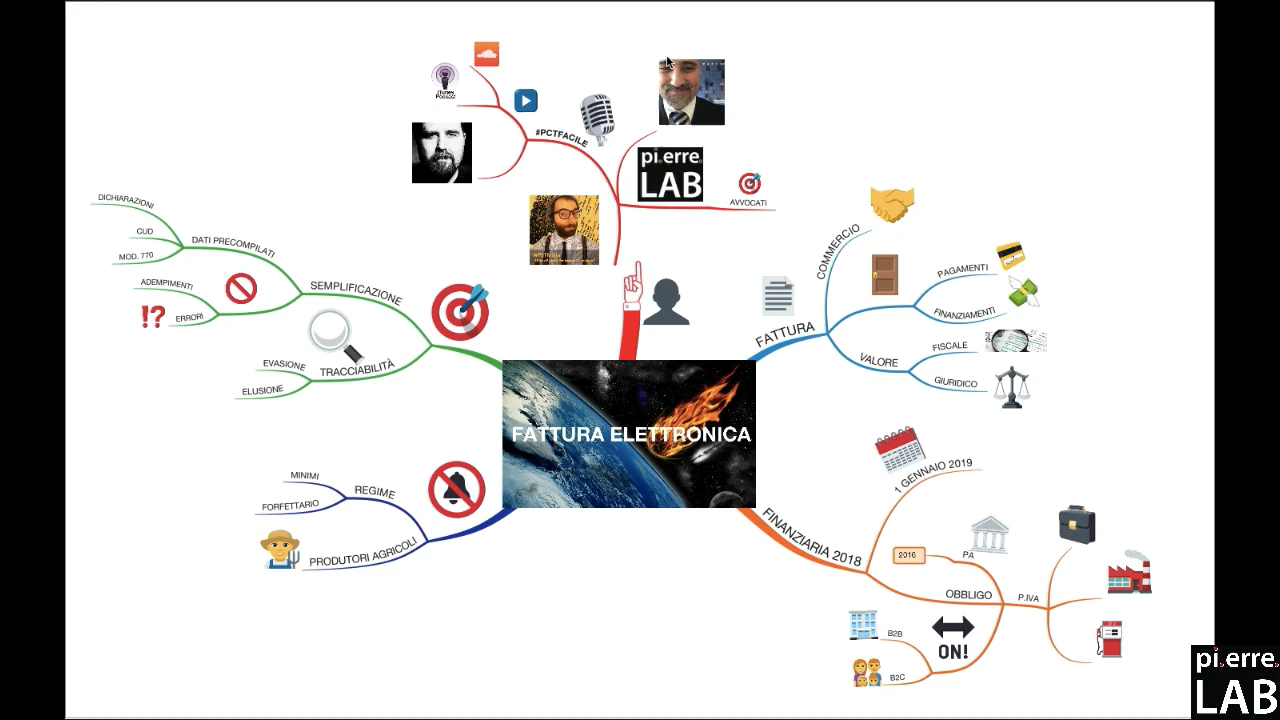 iTunes
Podcast
#PCTFACILE
pi.erre.
LAB
AVVOCATI
FATTURA ELETTRONICA
FATTURA
COMMERCIO
PAGAMENTI
FINANZIAMENTI
VALORE
FISCALE
GIURIDICO
FINANZIARIA 2018
1 GENNAIO 2019
OBBLIGO
PA
2016
P.IVA
ON!
B2B
B2C
PRODUTORI AGRICOLI
REGIME
MINIMI
FORFETTARIO
SEMPLIFICAZIONE
DATI PRECOMPILATI
DICHIARAZIONI
CUD
MOD. 770
ADEMPIMENTI
ERRORI
!?
TRACCIABILITÀ
EVASIONE
ELUSIONE
pi.erre.
LAB